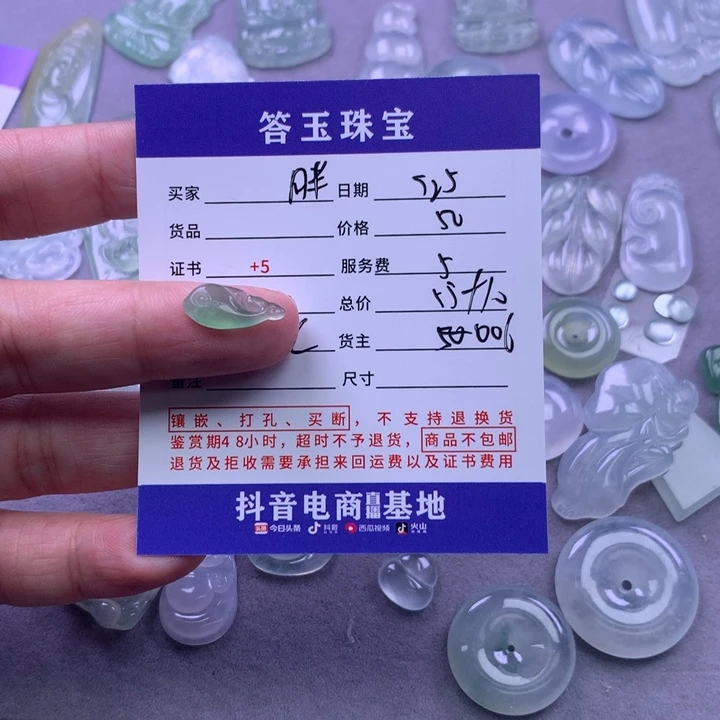 答玉珠宝
买家 胖 日期 525
货品 价格 50
证书 +5 服务费 5
总价 55
货主 50-006
备注 尺寸
镶嵌、打孔、买断，不支持退换货
鉴赏期48小时，超时不予退货，商品不包邮
退货及拒收需要承担来回运费以及证书费用
抖音电商直播基地
头条 今日头条 抖音 西瓜视频 火山